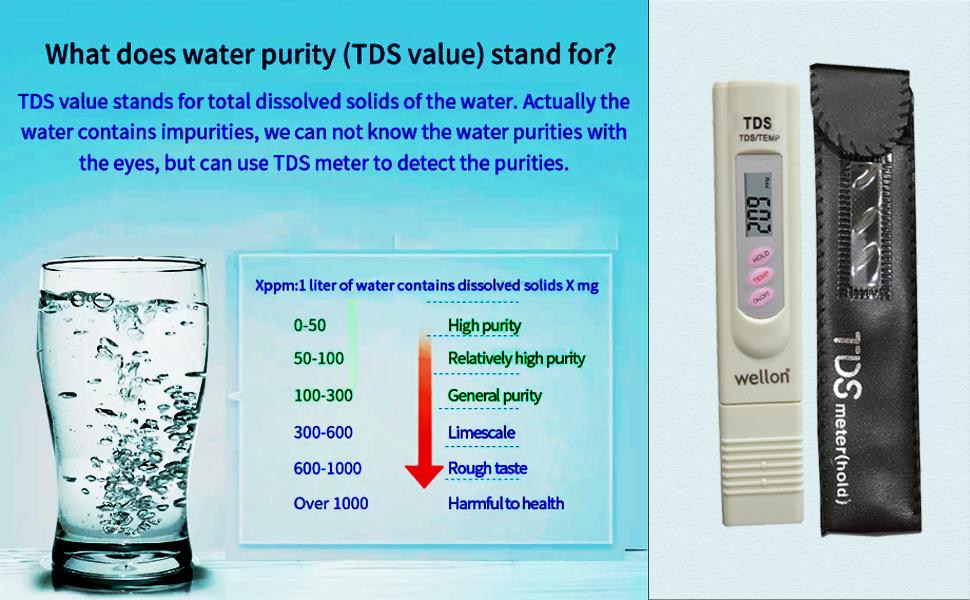 What does water purity (TDS value) stand for?
TDS value stands for total dissolved solids of the water. Actually the
water contains impurities, we can not know the water purities with
the eyes, but can use TDS meter to detect the purities.
Xppm:1 liter of water contains dissolved solids X mg
0-50 High purity
50-100 Relatively high purity
100-300 General purity
300-600 Limescale
600-1000 Rough taste
Over 1000 Harmful to health
TDS
TDS/TEMP
HOLD
TEMP
ON/OFF
wellon®
TDS meter(hold)